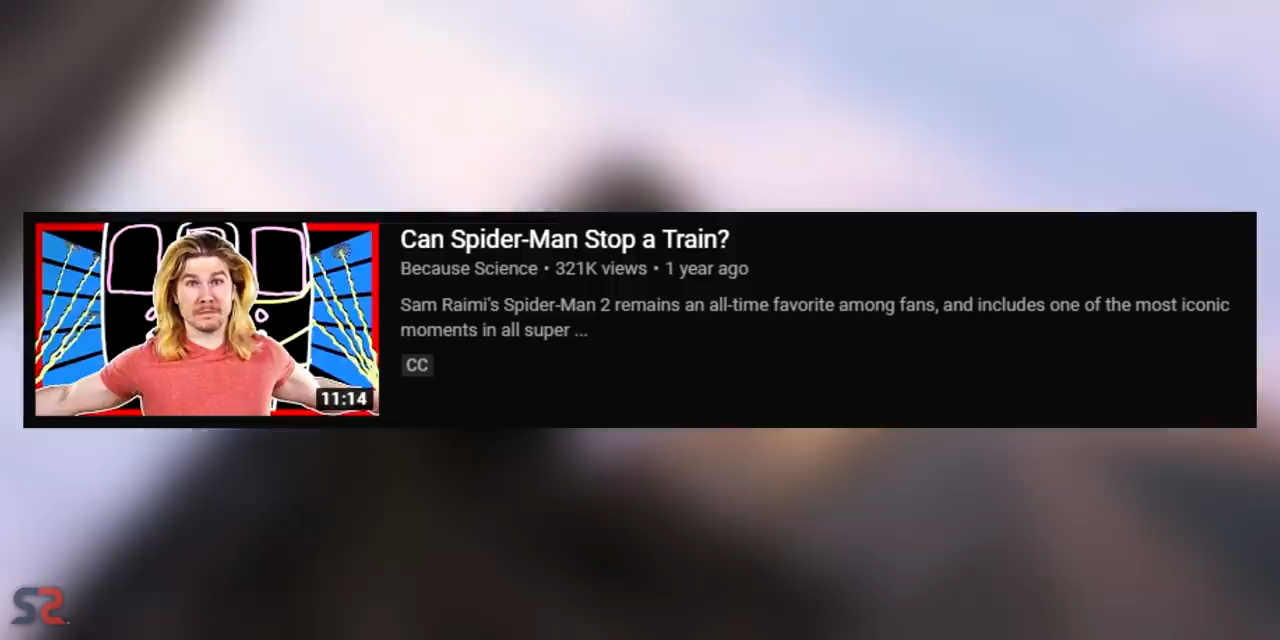 Can Spider-Man Stop a Train?
Because Science • 321K views • 1 year ago
Sam Raimi's Spider-Man 2 remains an all-time favorite among fans, and includes one of the most iconic
moments in all super ...
CC
11:14
S2